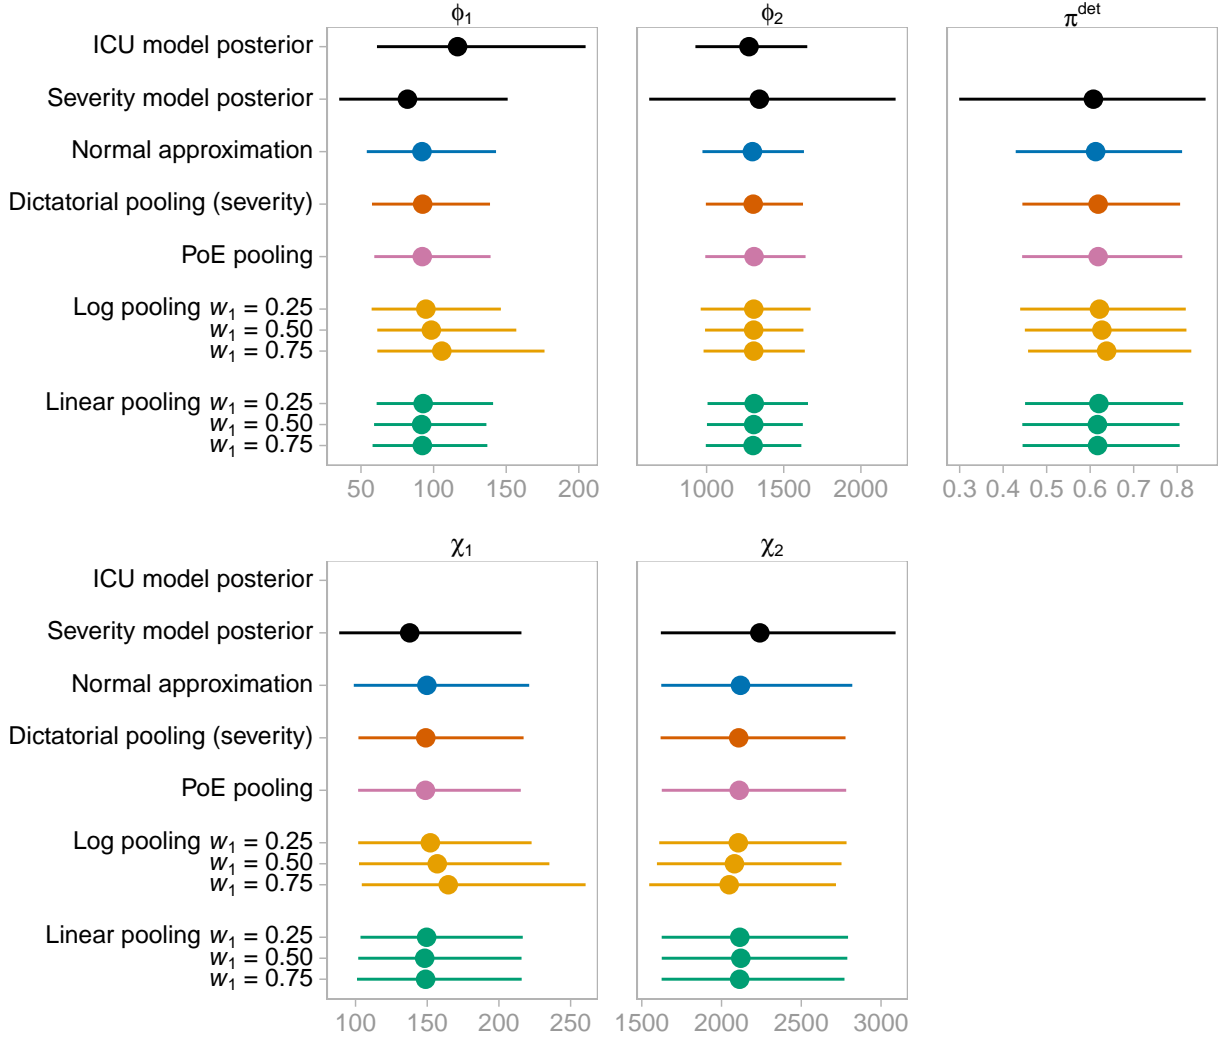 ϕ₁ ϕ₂ π^det
ICU model posterior
Severity model posterior
Normal approximation
Dictatorial pooling (severity)
PoE pooling
Log pooling w₁ = 0.25
w₁ = 0.50
w₁ = 0.75
Linear pooling w₁ = 0.25
w₁ = 0.50
w₁ = 0.75
50 100 150 200 1000 1500 2000 0.3 0.4 0.5 0.6 0.7 0.8
χ₁ χ₂
ICU model posterior
Severity model posterior
Normal approximation
Dictatorial pooling (severity)
PoE pooling
Log pooling w₁ = 0.25
w₁ = 0.50
w₁ = 0.75
Linear pooling w₁ = 0.25
w₁ = 0.50
w₁ = 0.75
100 150 200 250 1500 2000 2500 3000